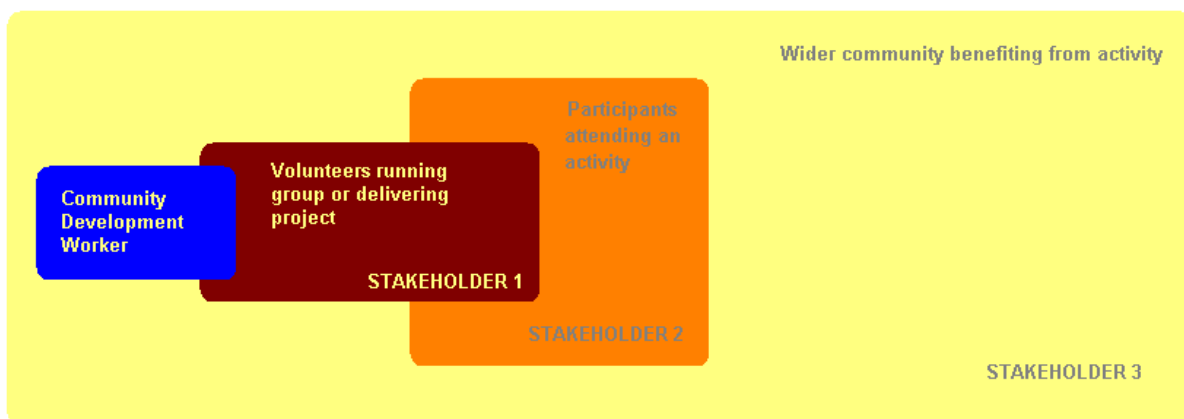 Wider community benefiting from activity
Participants
attending an
activity
Volunteers running
group or delivering
project
Community
Development
Worker
STAKEHOLDER 1
STAKEHOLDER 2
STAKEHOLDER 3